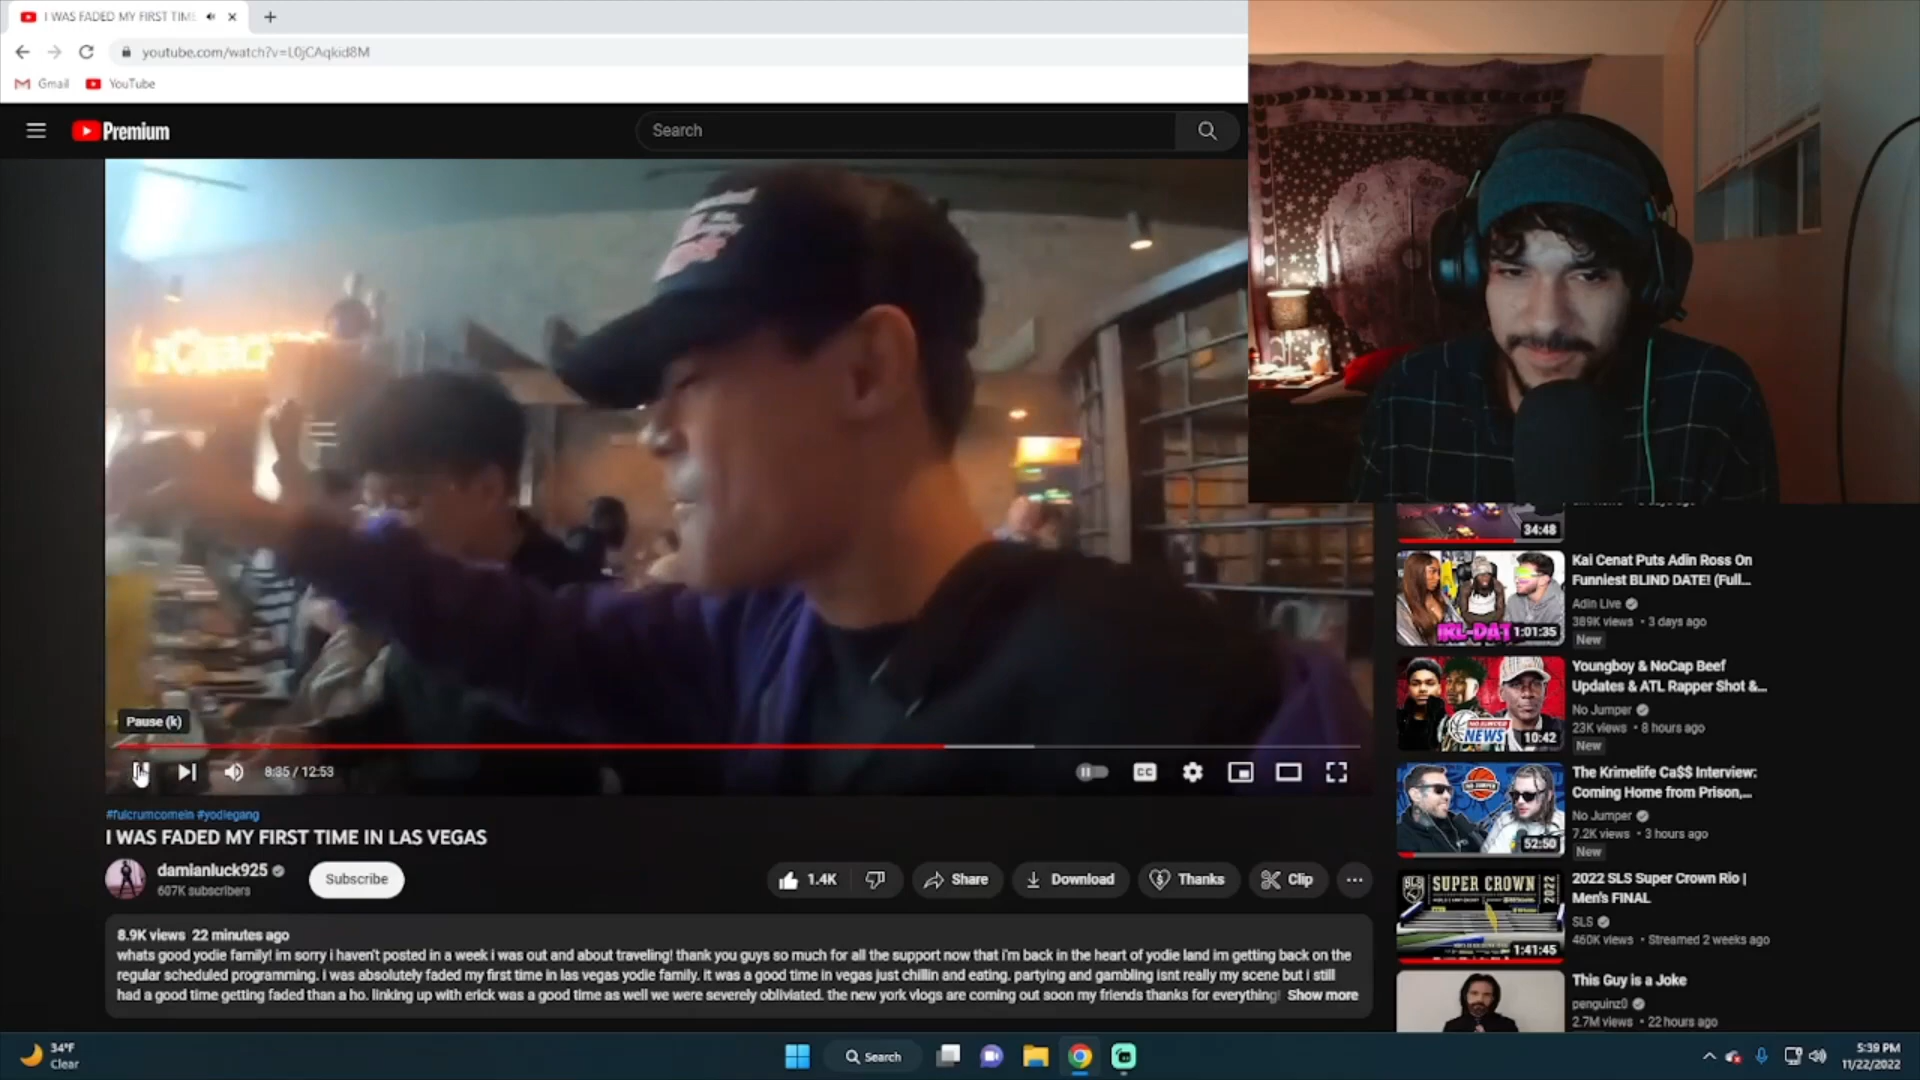 I WAS FADED MY FIRST TIME
youtube.com/watch?v=L0jCAqkid8M
Gmail
YouTube
Premium
Search
Pause (k)
8:35 / 12:53
CC
#fulcrumcomein #yodiegang
I WAS FADED MY FIRST TIME IN LAS VEGAS
damianluck925
607K subscribers
Subscribe
1.4K
Share
Download
Thanks
Clip
8.9K views 22 minutes ago
whats good yodie family! im sorry i haven't posted in a week i was out and about traveling! thank you guys so much for all the support now that i'm back in the heart of yodie land im getting back on the
regular scheduled programming. i was absolutely faded my first time in las vegas yodie family. it was a good time in vegas just chillin and eating. partying and gambling isnt really my scene but i still
had a good time getting faded than a ho. linking up with erick was a good time as well we were severely obliviated. the new york vlogs are coming out soon my friends thanks for everything! Show more
34:48
Kai Cenat Puts Adin Ross On
Funniest BLIND DATE! (Full...
Adin Live
389K views • 3 days ago
New
IRL-DAT
1:01:35
Youngboy & NoCap Beef
Updates & ATL Rapper Shot &...
No Jumper
23K views • 8 hours ago
New
NO JUMPER
NEWS
10:42
The Krimelife Ca$$ Interview:
Coming Home from Prison,...
No Jumper
7.2K views • 3 hours ago
New
52:50
2022 SLS Super Crown Rio |
Men's FINAL
SLS
460K views • Streamed 2 weeks ago
SLS
SUPER CROWN
2022
1:41:45
This Guy is a Joke
penguinz0
2.7M views • 22 hours ago
34°F
Clear
Search
5:39 PM
11/22/2022